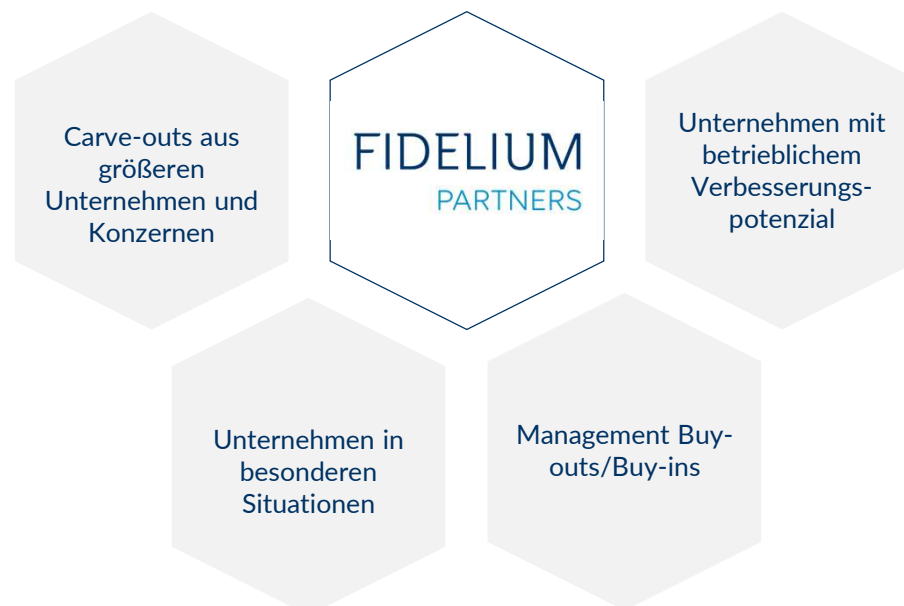 Carve-outs aus
größeren
Unternehmen und
Konzernen
FIDELIUM
PARTNERS
Unternehmen mit
betrieblichem
Verbesserungs-
potenzial
Unternehmen in
besonderen
Situationen
Management Buy-
outs/Buy-ins